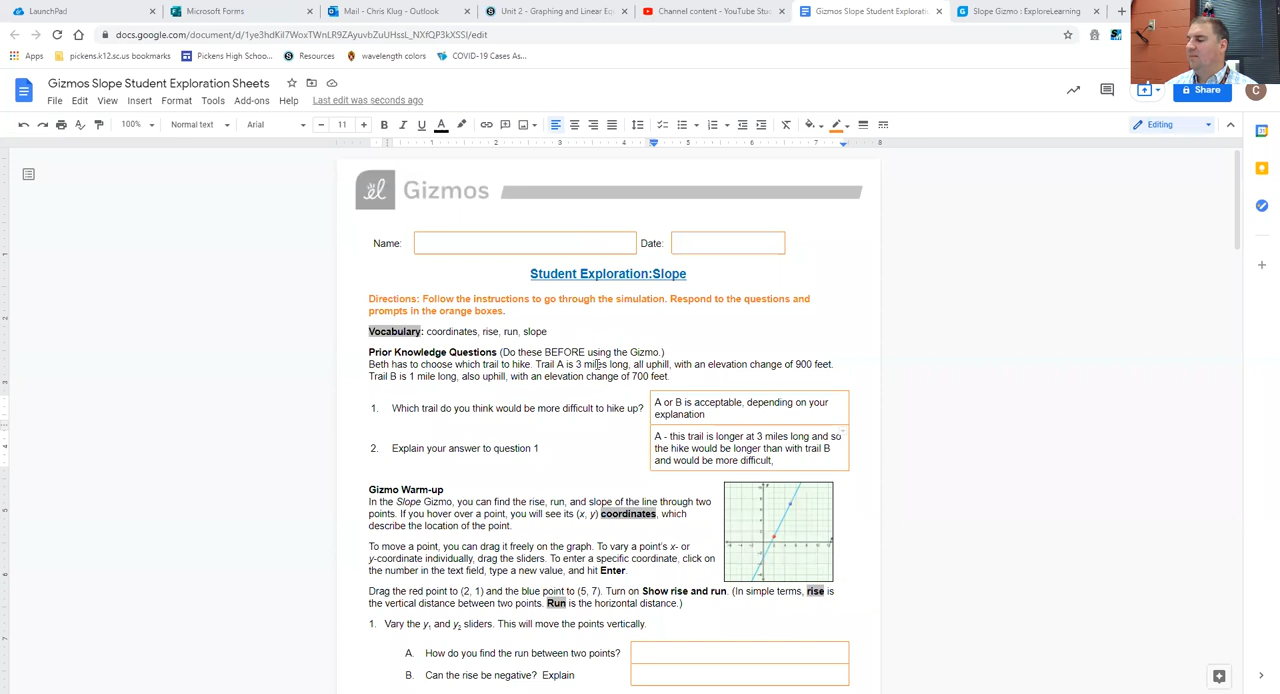 LaunchPad
Microsoft Forms
Mail - Chris Klug - Outlook
Unit 2 - Graphing and Linear Eq
Channel content - YouTube Stu
Gizmos Slope Student Exploratio
Slope Gizmo : ExploreLearning
docs.google.com/document/d/1ye3hdKil7WoxTWnLR9ZAyuvbZuUHssL_NXfQP3kXSSI/edit
Apps
pickens.k12.sc.us bookmarks
Pickens High Schoo...
Resources
wavelength colors
COVID-19 Cases As...
Gizmos Slope Student Exploration Sheets
File Edit View Insert Format Tools Add-ons Help Last edit was seconds ago
Share
C
100% Normal text Arial 11 B I U A
Editing
1 2 3 4 5 6 7 8
el Gizmos
Name:
Date:
Student Exploration:Slope
Directions: Follow the instructions to go through the simulation. Respond to the questions and
prompts in the orange boxes.
Vocabulary: coordinates, rise, run, slope
Prior Knowledge Questions (Do these BEFORE using the Gizmo.)
Beth has to choose which trail to hike. Trail A is 3 miles long, all uphill, with an elevation change of 900 feet.
Trail B is 1 mile long, also uphill, with an elevation change of 700 feet.
1. Which trail do you think would be more difficult to hike up?
A or B is acceptable, depending on your
explanation
2. Explain your answer to question 1
A - this trail is longer at 3 miles long and so
the hike would be longer than with trail B
and would be more difficult,
Gizmo Warm-up
In the Slope Gizmo, you can find the rise, run, and slope of the line through two
points. If you hover over a point, you will see its (x, y) coordinates, which
describe the location of the point.
To move a point, you can drag it freely on the graph. To vary a point's x- or
y-coordinate individually, drag the sliders. To enter a specific coordinate, click on
the number in the text field, type a new value, and hit Enter.
Drag the red point to (2, 1) and the blue point to (5, 7). Turn on Show rise and run. (In simple terms, rise is
the vertical distance between two points. Run is the horizontal distance.)
1. Vary the y1 and y2 sliders. This will move the points vertically.
A. How do you find the run between two points?
B. Can the rise be negative? Explain